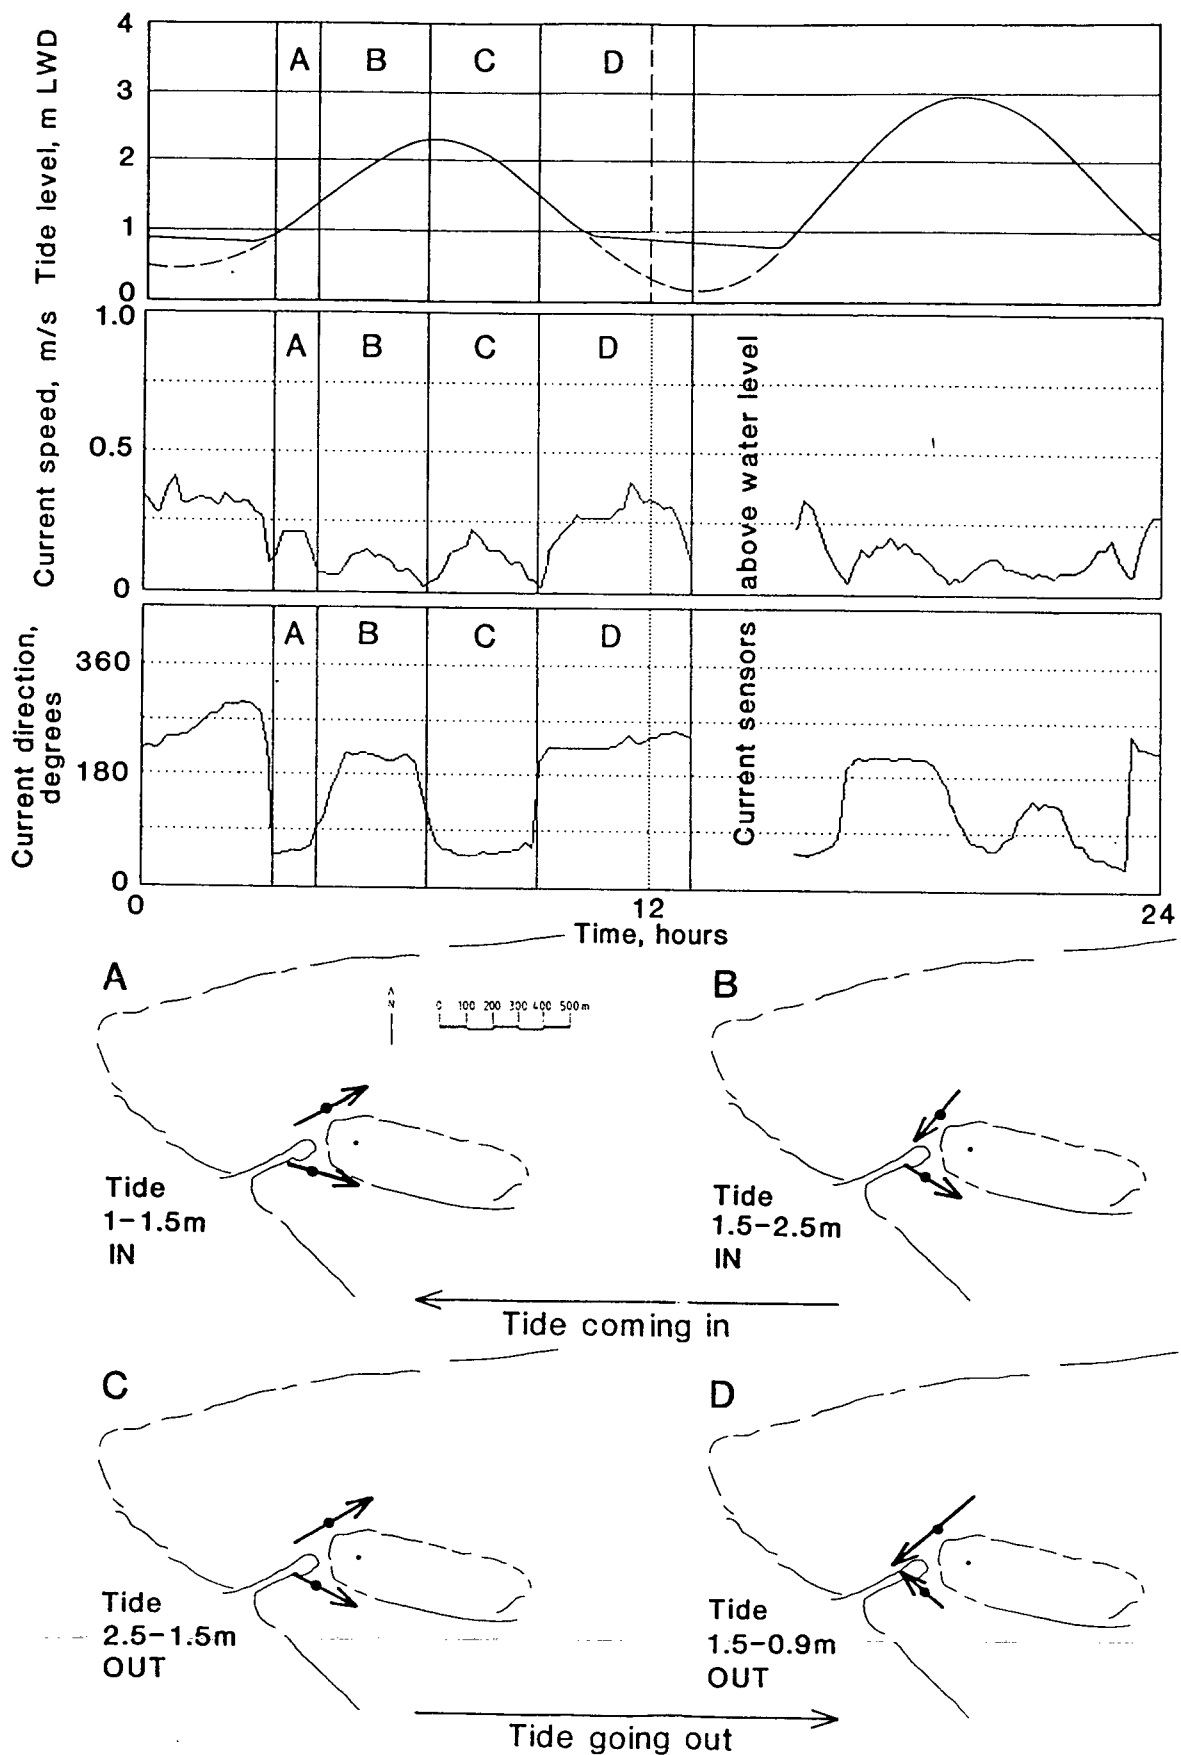 Tide level, m LWD
4
3
2
1
0
A B C D
Current speed, m/s
1.0
0.5
0
A B C D
above water level
Current direction,
degrees
360
180
0
A B C D
Current sensors
0 12 24
Time, hours
A
N
0 100 200 300 400 500m
Tide
1-1.5m
IN
B
Tide
1.5-2.5m
IN
Tide coming in
C
Tide
2.5-1.5m
OUT
D
Tide
1.5-0.9m
OUT
Tide going out